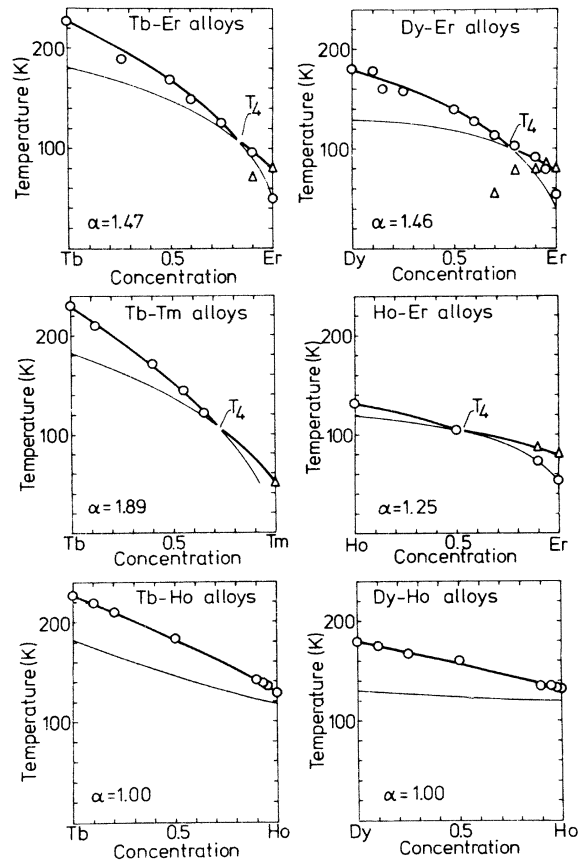 Tb-Er alloys
200
100
Temperature (K)
T4
α=1.47
Tb 0.5 Er
Concentration
Dy-Er alloys
200
100
Temperature (K)
T4
α=1.46
Dy 0.5 Er
Concentration
Tb-Tm alloys
200
100
Temperature (K)
T4
α=1.89
Tb 0.5 Tm
Concentration
Ho-Er alloys
200
100
Temperature (K)
T4
α=1.25
Ho 0.5 Er
Concentration
Tb-Ho alloys
200
100
Temperature (K)
α=1.00
Tb 0.5 Ho
Concentration
Dy-Ho alloys
200
100
Temperature (K)
α=1.00
Dy 0.5 Ho
Concentration